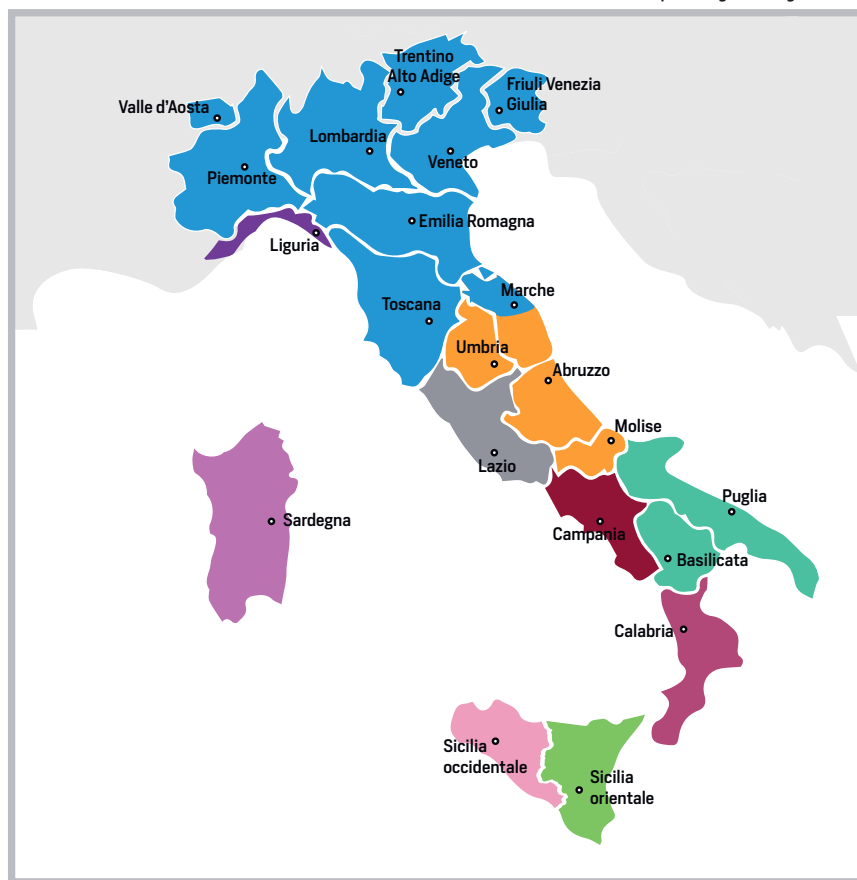 Trentino
Alto Adige
Friuli Venezia
Giulia
Valle d'Aosta
Lombardia
Veneto
Piemonte
Emilia Romagna
Liguria
Marche
Toscana
Umbria
Abruzzo
Molise
Lazio
Puglia
Sardegna
Campania
Basilicata
Calabria
Sicilia
occidentale
Sicilia
orientale